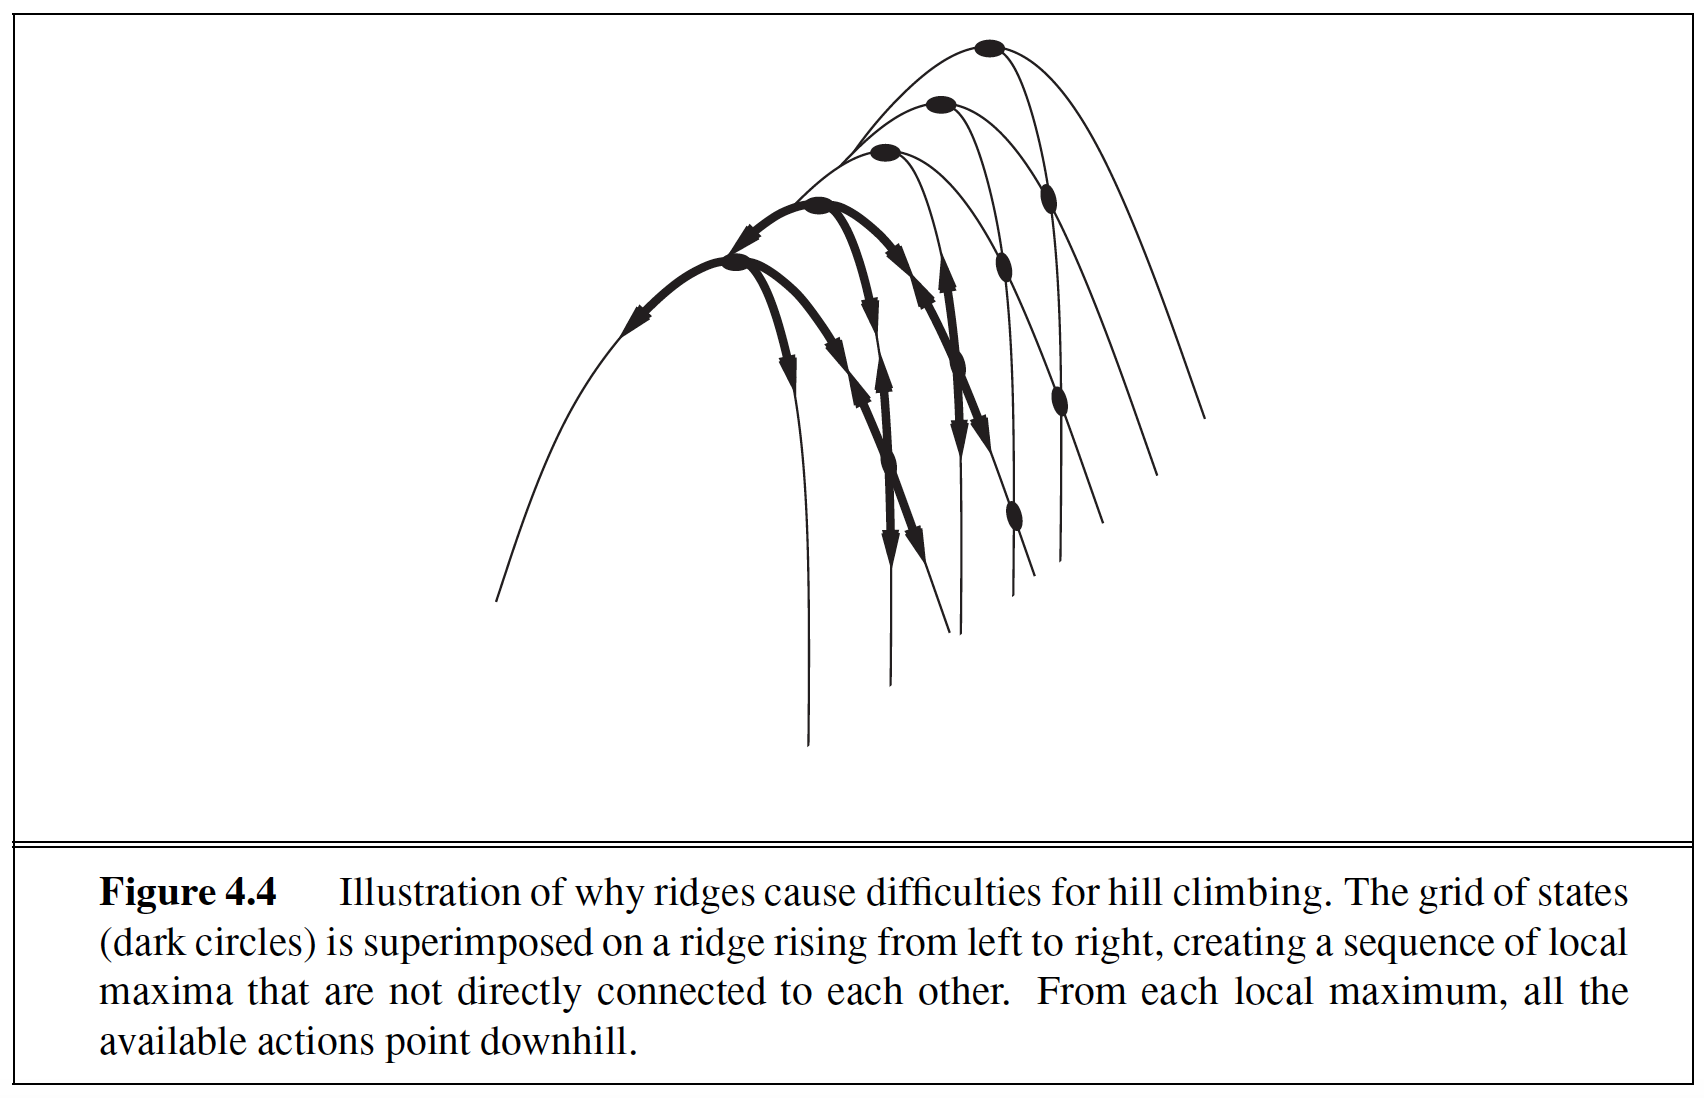 Figure 4.4 Illustration of why ridges cause difficulties for hill climbing. The grid of states
(dark circles) is superimposed on a ridge rising from left to right, creating a sequence of local
maxima that are not directly connected to each other. From each local maximum, all the
available actions point downhill.